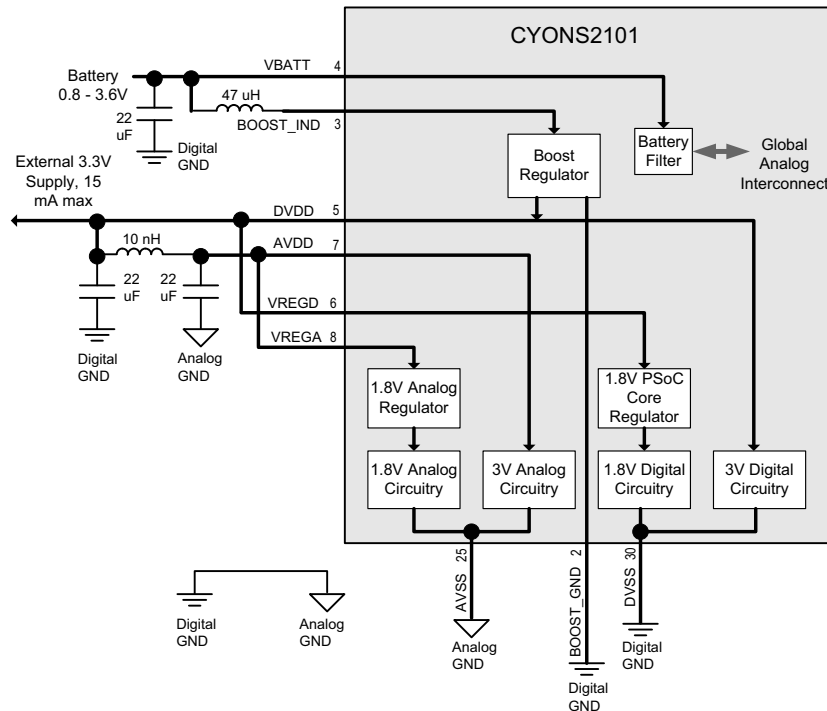 CYONS2101
Battery
0.8 - 3.6V
VBATT 4
47 uH
22
uF
BOOST_IND 3
Digital
GND
Boost
Regulator
Battery
Filter
Global
Analog
Interconnect
External 3.3V
Supply, 15
mA max
DVDD 5
10 nH
AVDD 7
22
uF
22
uF
VREGD 6
VREGA 8
Digital
GND
Analog
GND
1.8V Analog
Regulator
1.8V PSoC
Core
Regulator
1.8V Analog
Circuitry
3V Analog
Circuitry
1.8V Digital
Circuitry
3V Digital
Circuitry
AVSS 25
BOOST_GND 2
DVSS 30
Digital
GND
Analog
GND
Analog
GND
Digital
GND
Digital
GND